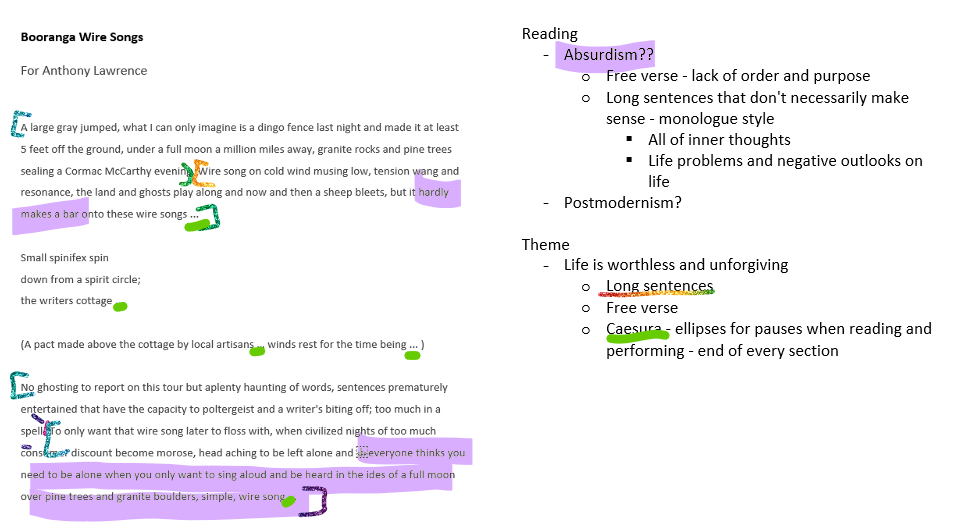 Booranga Wire Songs
For Anthony Lawrence
A large gray jumped, what I can only imagine is a dingo fence last night and made it at least
5 feet off the ground, under a full moon a million miles away, granite rocks and pine trees
sealing a Cormac McCarthy evening. Wire song on cold wind musing low, tension wang and
resonance, the land and ghosts play along and now and then a sheep bleets, but it hardly
makes a bar onto these wire songs ...
Small spinifex spin
down from a spirit circle;
the writers cottage
(A pact made above the cottage by local artisans ... winds rest for the time being ... )
No ghosting to report on this tour but aplenty haunting of words, sentences prematurely
entertained that have the capacity to poltergeist and a writer's biting off; too much in a
spell. To only want that wire song later to floss with, when civilized nights of too much
consumer discount become morose, head aching to be left alone and everyone thinks you
need to be alone when you only want to sing aloud and be heard in the ides of a full moon
over pine trees and granite boulders, simple, wire song
Reading
- Absurdism??
o Free verse - lack of order and purpose
o Long sentences that don't necessarily make
sense - monologue style
▪ All of inner thoughts
▪ Life problems and negative outlooks on
life
- Postmodernism?
Theme
- Life is worthless and unforgiving
o Long sentences
o Free verse
o Caesura - ellipses for pauses when reading and
performing - end of every section